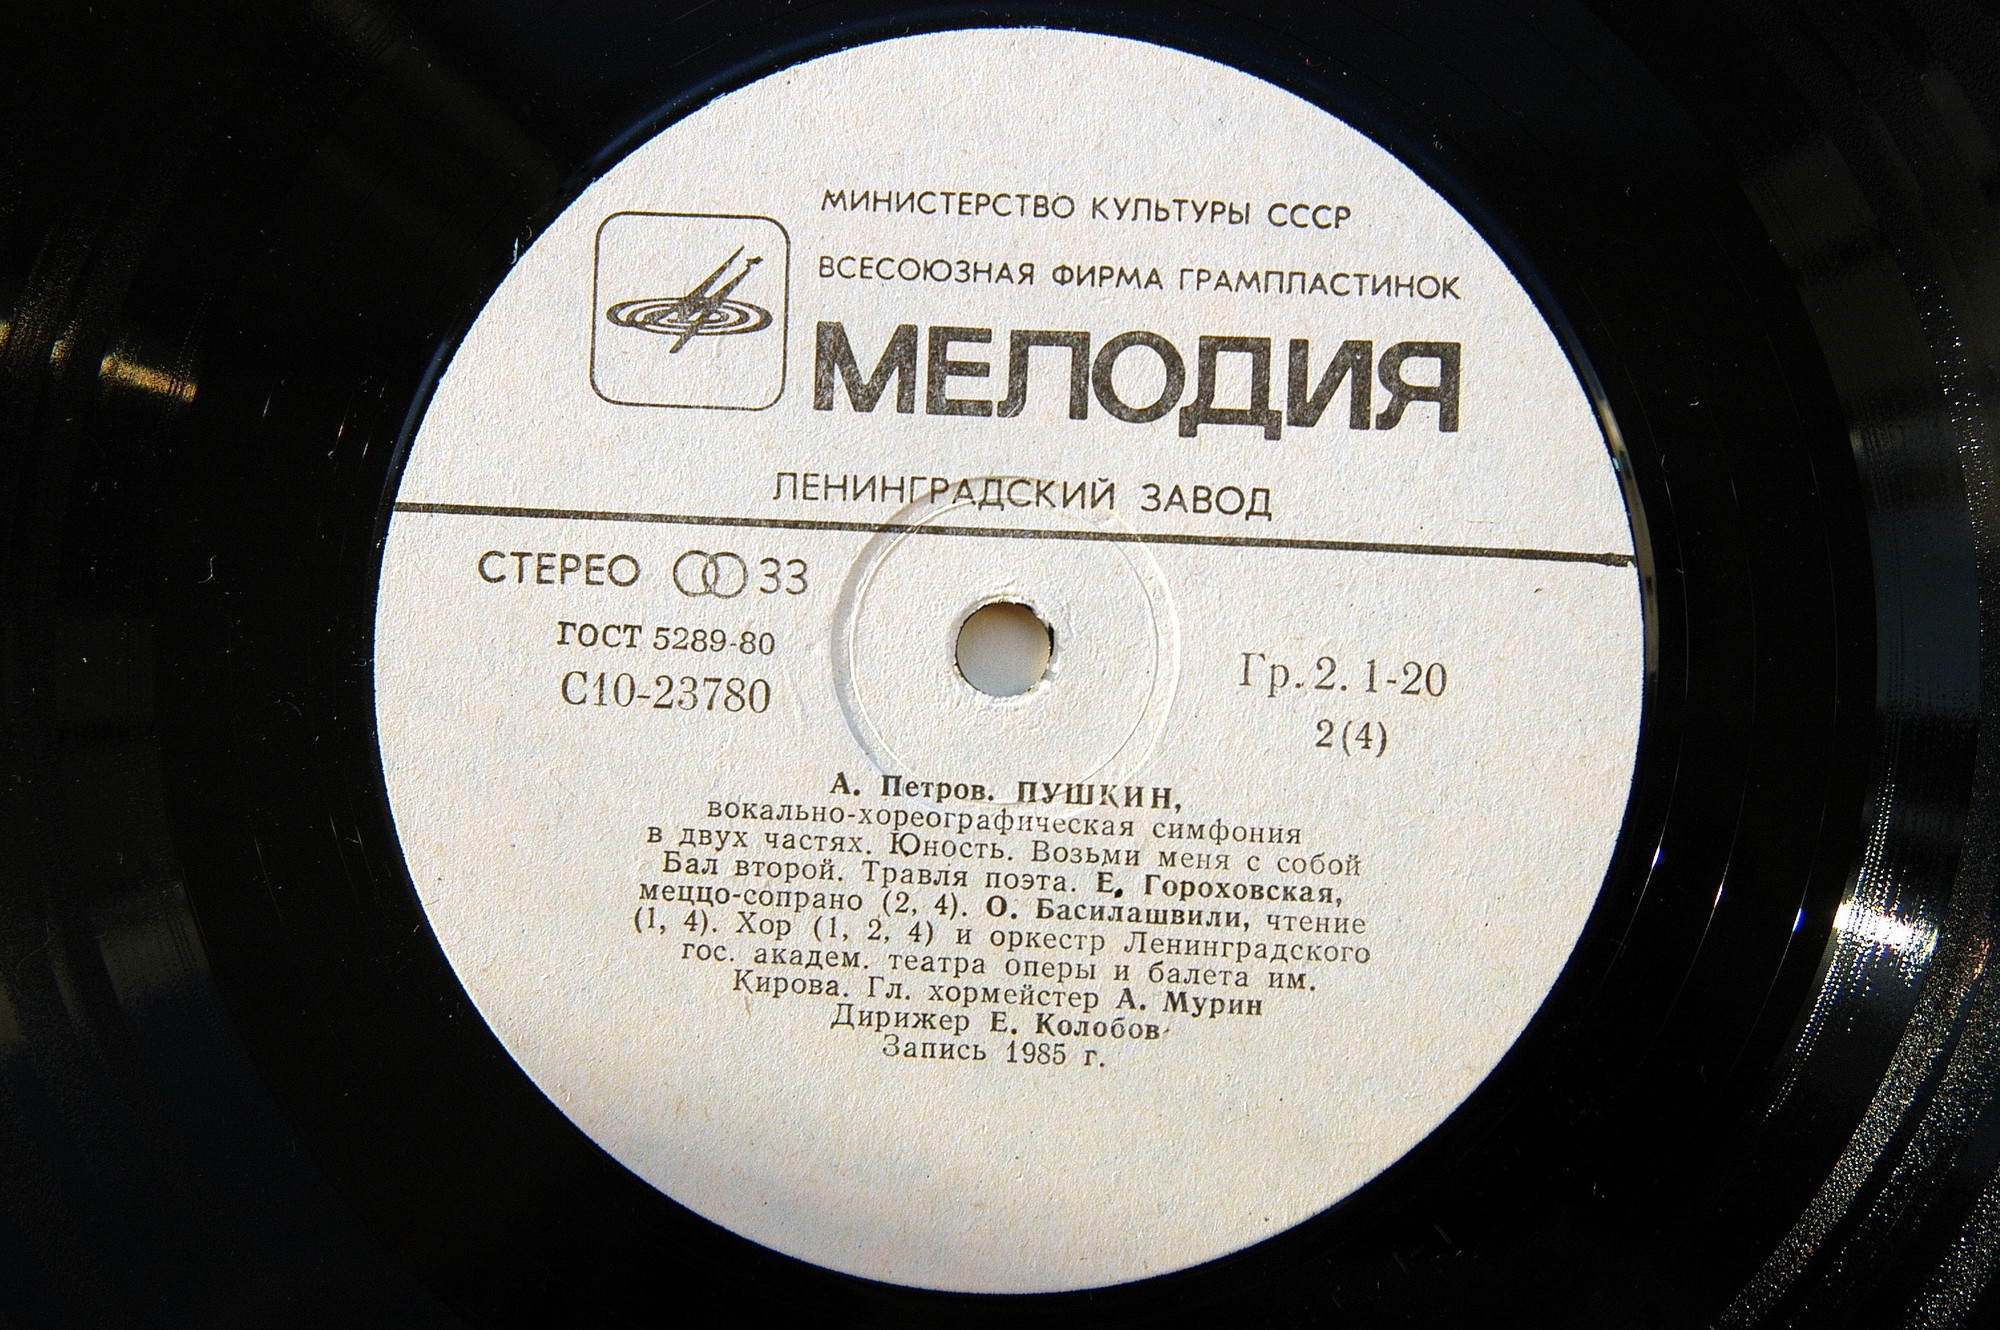 МИНИСТЕРСТВО КУЛЬТУРЫ СССР
ВСЕСОЮЗНАЯ ФИРМА ГРАМПЛАСТИНОК
МЕЛОДИЯ
ЛЕНИНГРАДСКИЙ ЗАВОД
СТЕРЕО 33
ГОСТ 5289-80
С10-23780
Гр. 2. 1-20
2(4)
А. Петров. ПУШКИН,
вокально-хореографическая симфония
в двух частях. Юность. Возьми меня с собой
Бал второй. Травля поэта. Е. Гороховская,
меццо-сопрано (2, 4). О. Басилашвили, чтение
(1, 4). Хор (1, 2, 4) и оркестр Ленинградского
гос. академ. театра оперы и балета им.
Кирова. Гл. хормейстер А. Мурин
Дирижер Е. Колобов
Запись 1985 г.